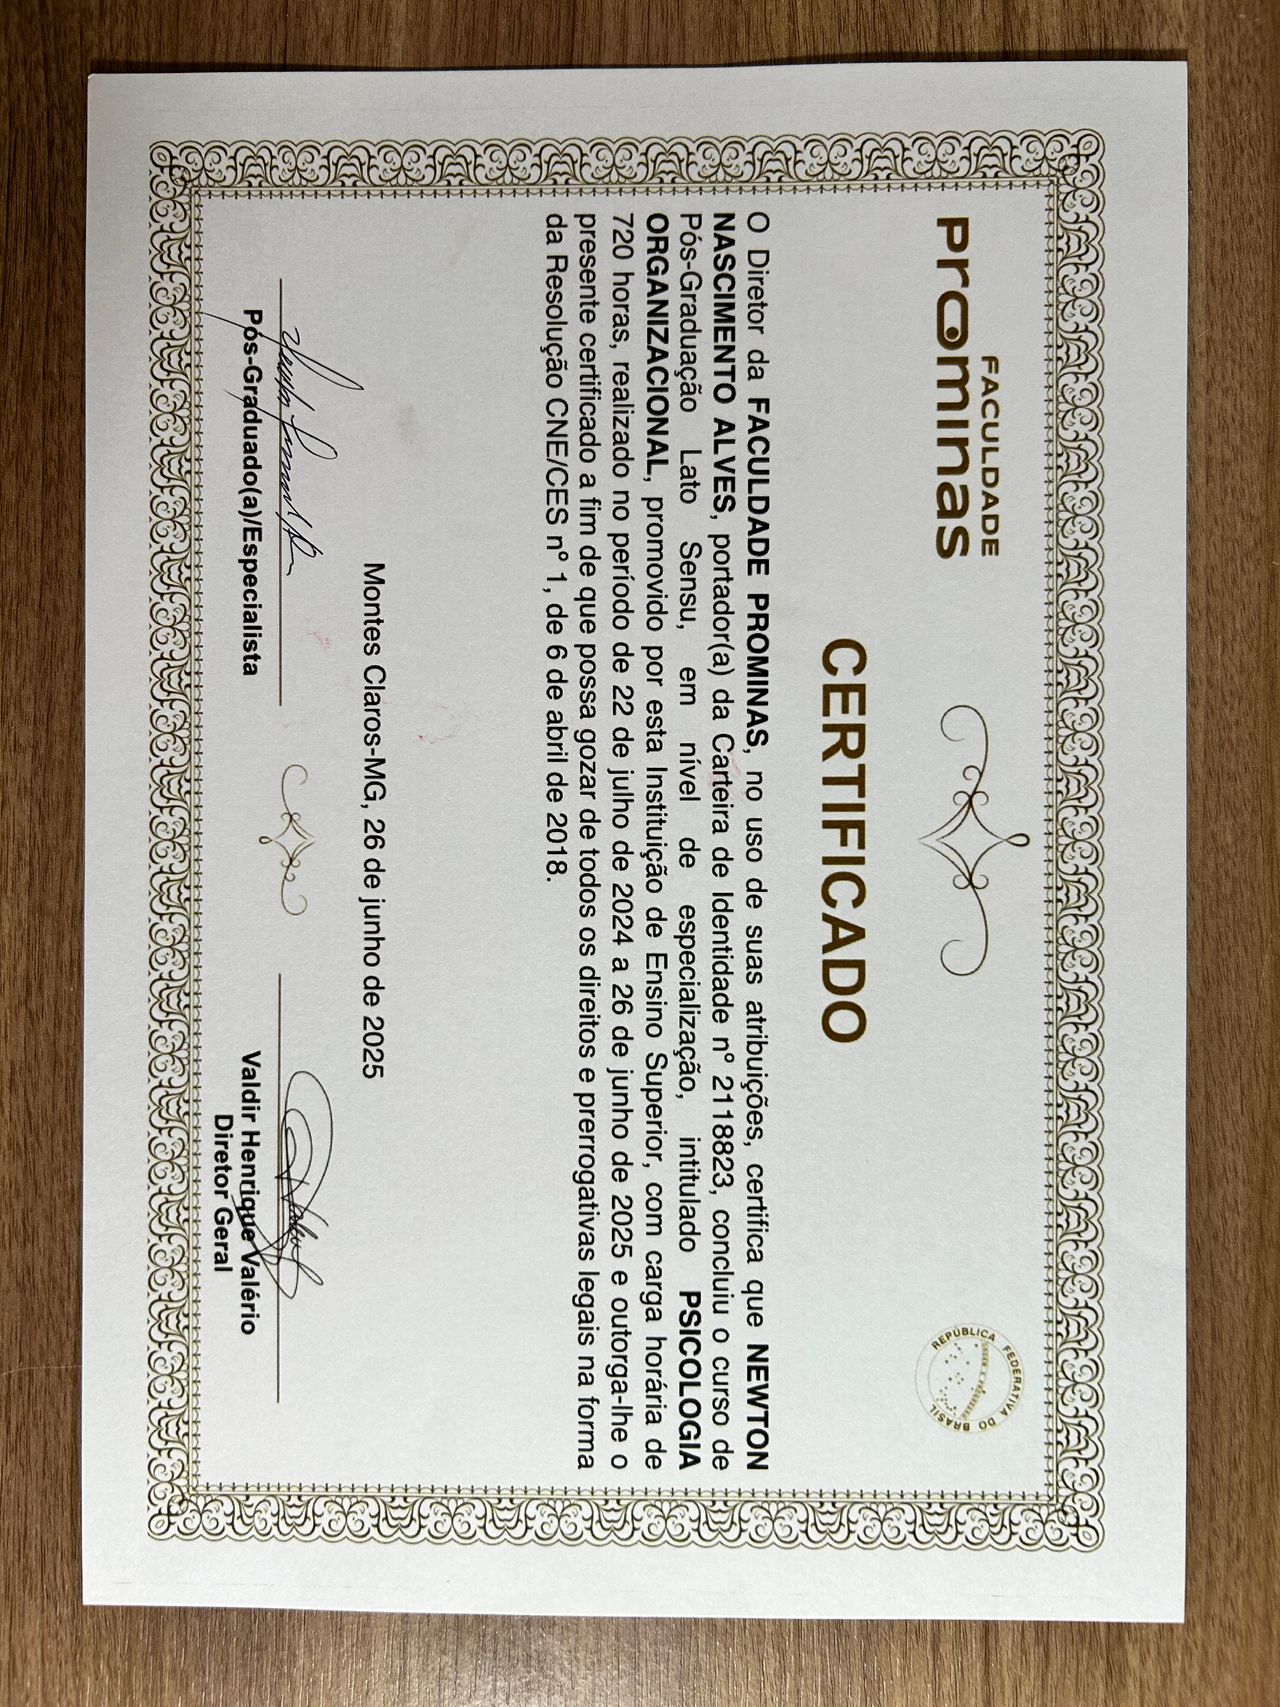 FACULDADE
prominas
REPÚBLICA FEDERATIVA DO BRASIL
CERTIFICADO
O Diretor da FACULDADE PROMINAS, no uso de suas atribuições, certifica que NEWTON
NASCIMENTO ALVES, portador(a) da Carteira de Identidade nº 2118823, concluiu o curso de
Pós-Graduação Lato Sensu, em nível de especialização, intitulado PSICOLOGIA
ORGANIZACIONAL, promovido por esta Instituição de Ensino Superior, com carga horária de
720 horas, realizado no período de 22 de julho de 2024 a 26 de junho de 2025 e outorga-lhe o
presente certificado a fim de que possa gozar de todos os direitos e prerrogativas legais na forma
da Resolução CNE/CES nº 1, de 6 de abril de 2018.
Montes Claros-MG, 26 de junho de 2025
Pós-Graduado(a)/Especialista
Valdir Henrique Valério
Diretor Geral